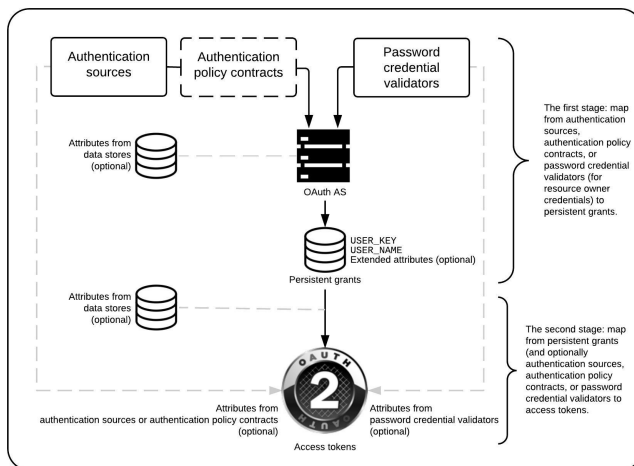 Authentication
sources
Authentication
policy contracts
Password
credential
validators
The first stage: map
from authentication
sources,
authentication policy
contracts, or
password credential
validators (for
resource owner
credentials) to
persistent grants.
Attributes from
data stores
(optional)
OAuth AS
USER_KEY
USER_NAME
Extended attributes (optional)
Persistent grants
Attributes from
data stores
(optional)
The second stage: map
from persistent grants
(and optionally
authentication sources,
authentication policy
contracts, or password
credential validators to
access tokens.
OAUTH
2
OAUTH
Attributes from
authentication sources or authentication policy contracts
(optional)
Attributes from
password credential validators
(optional)
Access tokens